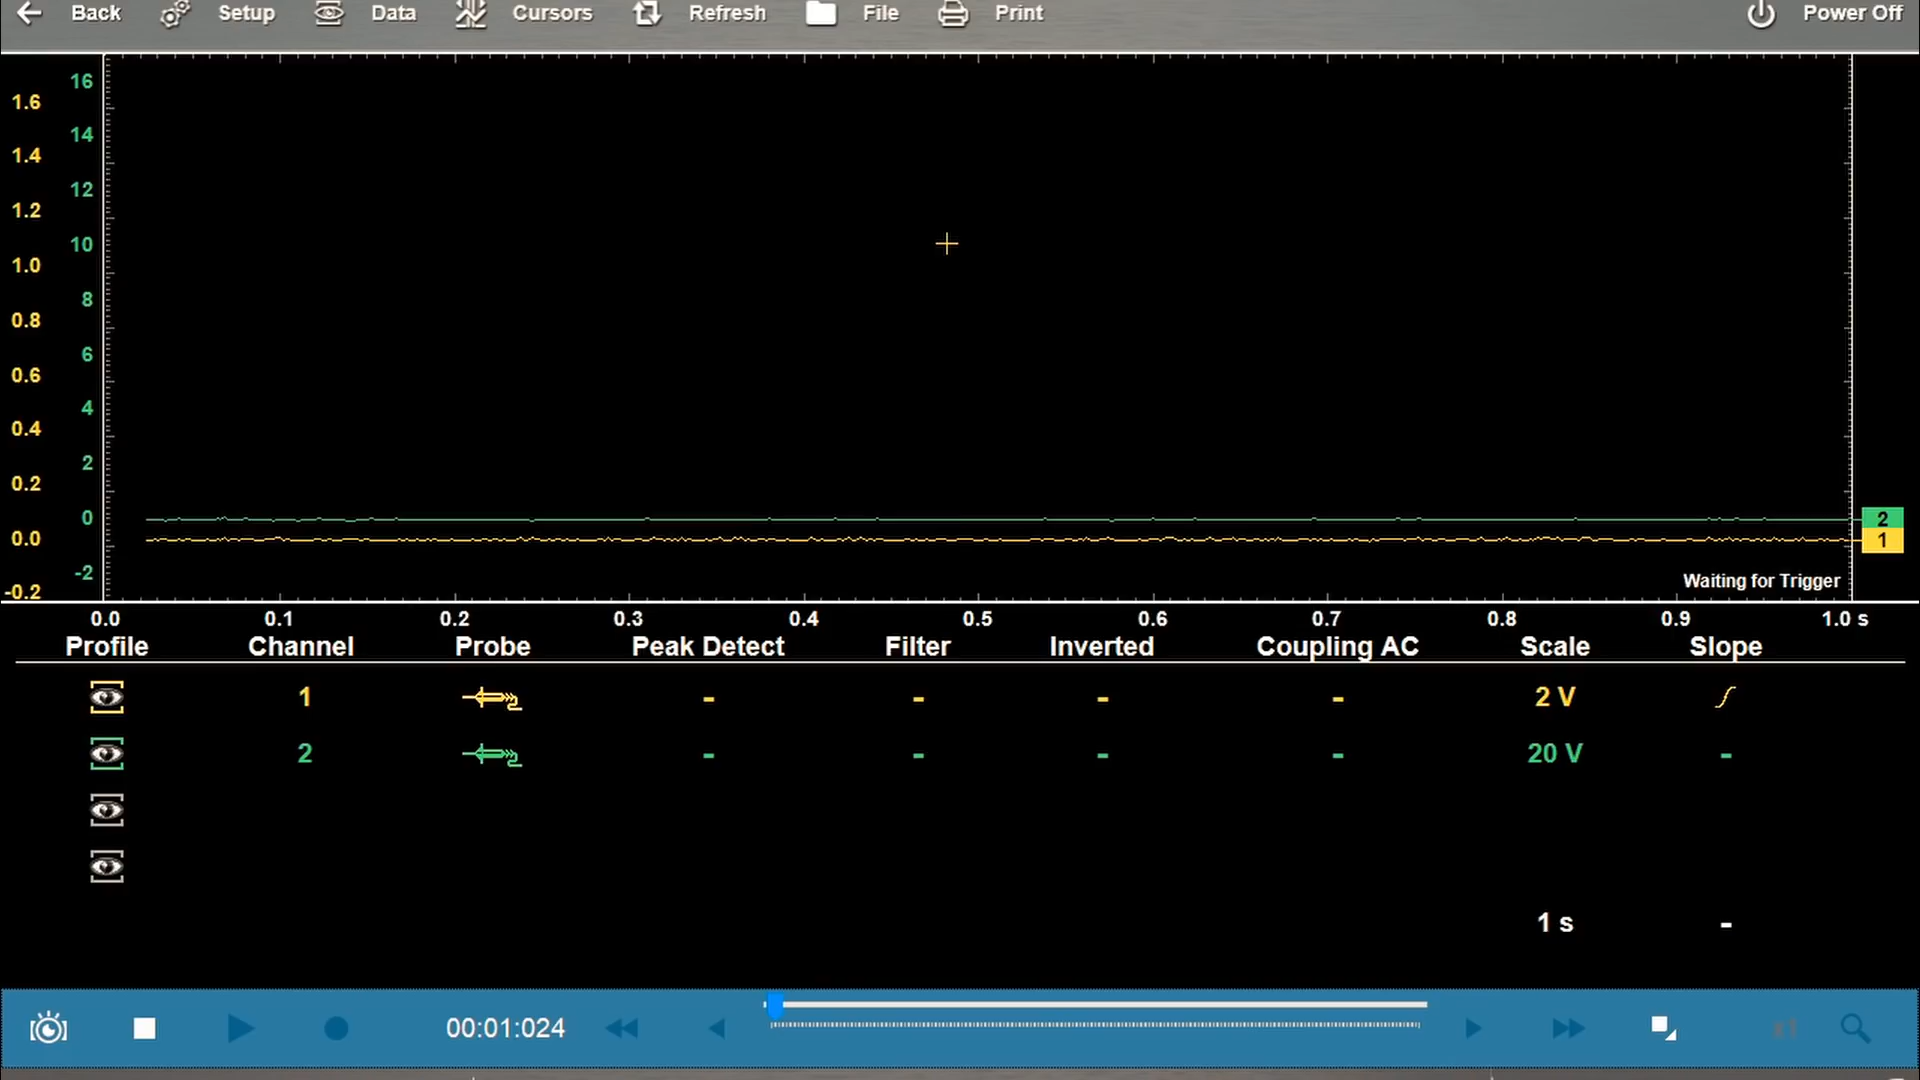 Back Setup Data Cursors Refresh File Print Power Off
16
1.6
14
1.4
12
1.2
10
1.0
8
0.8
6
0.6
4
0.4
2
0.2
0
0.0
-2
-0.2
2
1
Waiting for Trigger
0.0 0.1 0.2 0.3 0.4 0.5 0.6 0.7 0.8 0.9 1.0 s
Profile Channel Probe Peak Detect Filter Inverted Coupling AC Scale Slope
1 - - - - 2 V
2 - - - - 20 V -
1 s -
00:01:024
x1